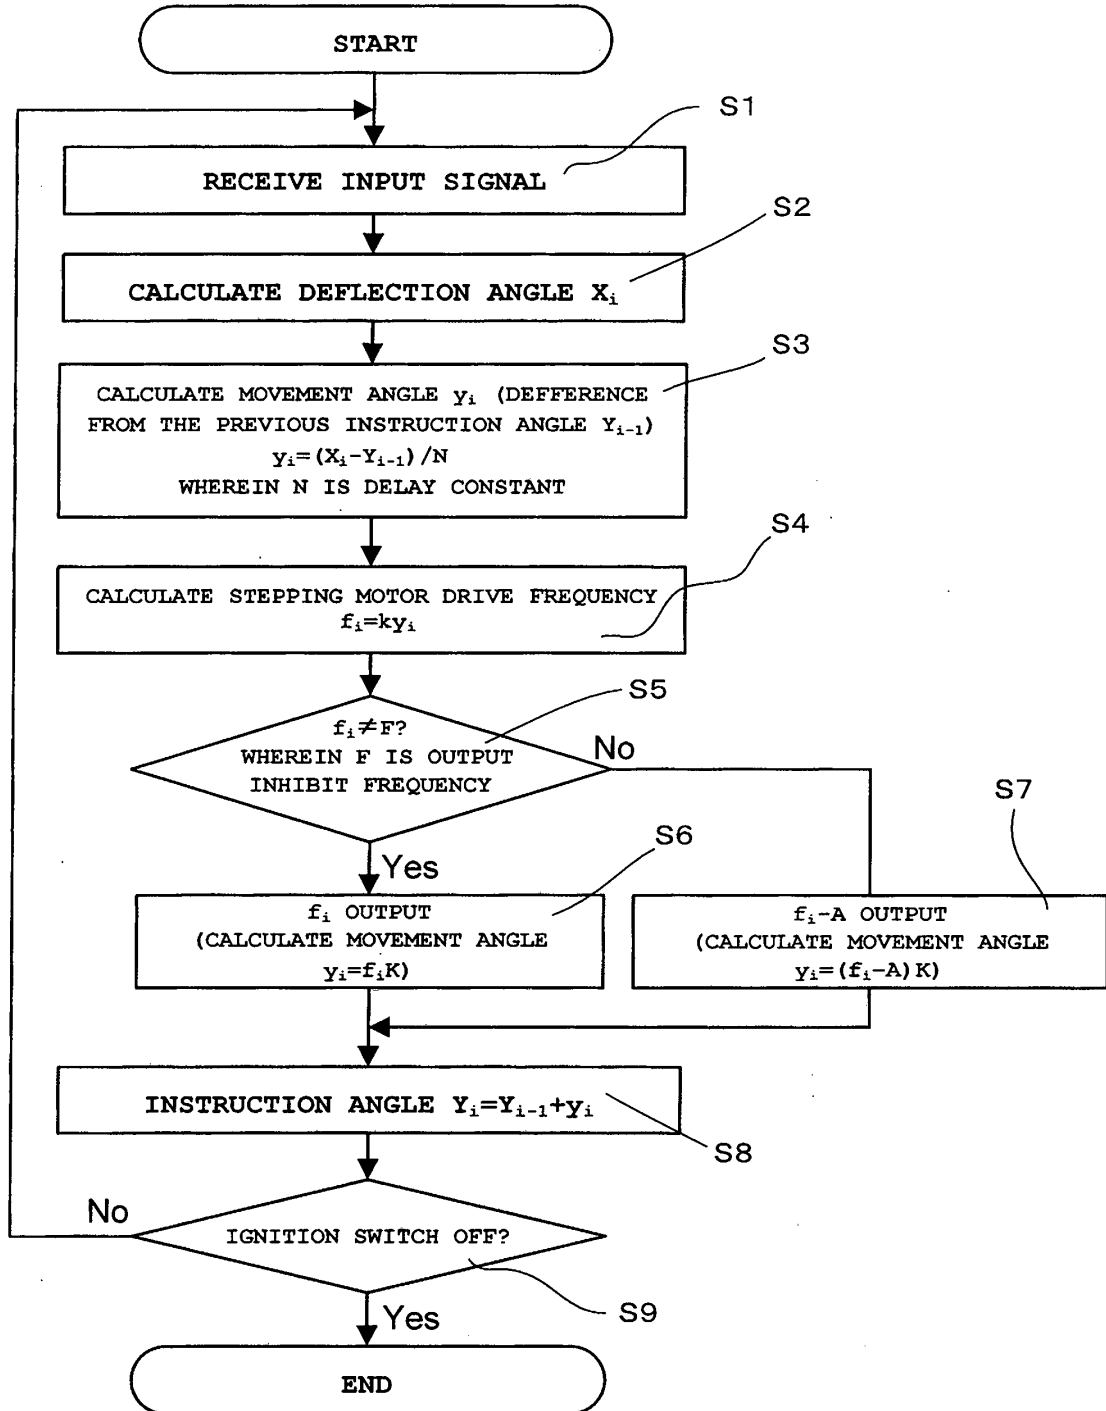 START
S1
RECEIVE INPUT SIGNAL
S2
CALCULATE DEFLECTION ANGLE Xᵢ
S3
CALCULATE MOVEMENT ANGLE yᵢ (DEFFERENCE
FROM THE PREVIOUS INSTRUCTION ANGLE Yᵢ₋₁)
yᵢ=(Xᵢ-Yᵢ₋₁)/N
WHEREIN N IS DELAY CONSTANT
S4
CALCULATE STEPPING MOTOR DRIVE FREQUENCY
fᵢ=kyᵢ
S5
fᵢ≠F?
WHEREIN F IS OUTPUT
INHIBIT FREQUENCY
No
Yes
S6
fᵢ OUTPUT
(CALCULATE MOVEMENT ANGLE
yᵢ=fᵢK)
S7
fᵢ-A OUTPUT
(CALCULATE MOVEMENT ANGLE
yᵢ=(fᵢ-A)K)
INSTRUCTION ANGLE Yᵢ=Yᵢ₋₁+yᵢ
S8
No
IGNITION SWITCH OFF?
S9
Yes
END